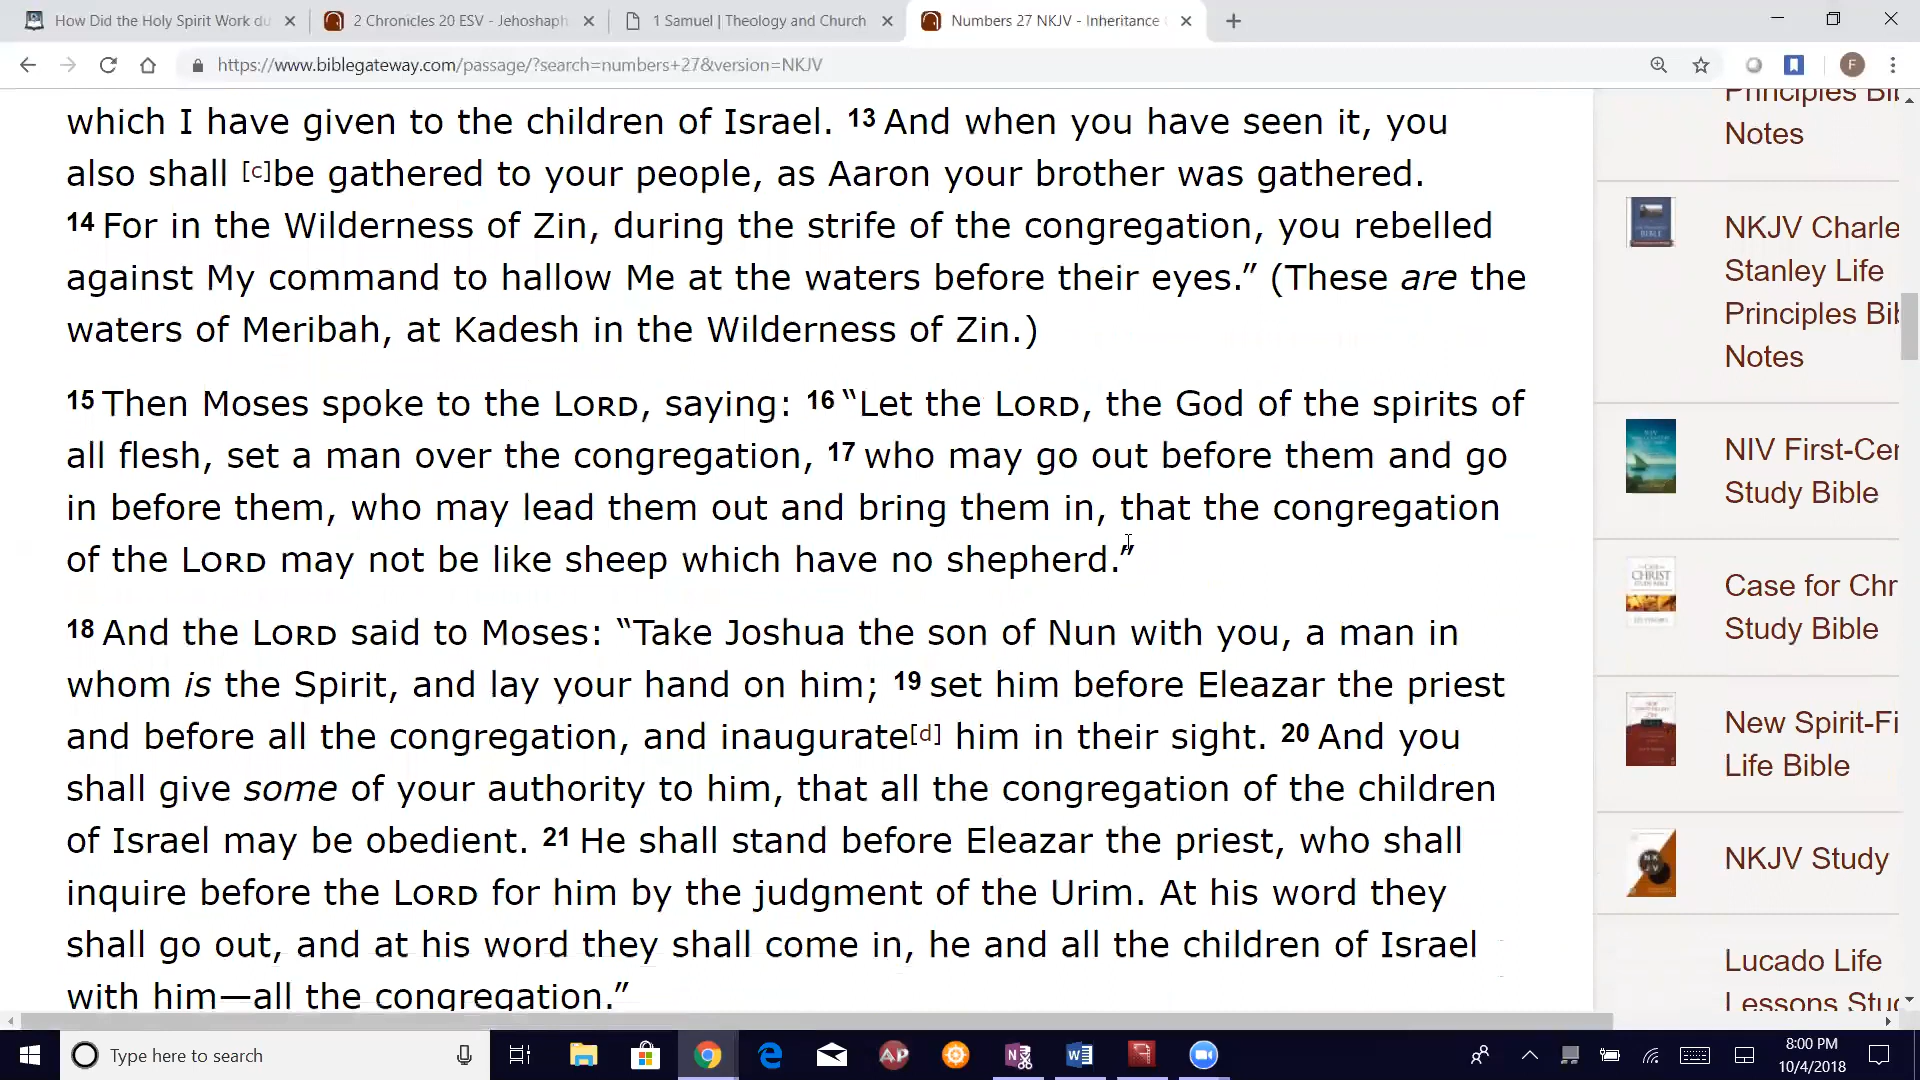 How Did the Holy Spirit Work du
2 Chronicles 20 ESV - Jehoshaph
1 Samuel | Theology and Church
Numbers 27 NKJV - Inheritance
https://www.biblegateway.com/passage/?search=numbers+27&version=NKJV
F
which I have given to the children of Israel. 13 And when you have seen it, you
also shall [c]be gathered to your people, as Aaron your brother was gathered.
14 For in the Wilderness of Zin, during the strife of the congregation, you rebelled
against My command to hallow Me at the waters before their eyes.” (These are the
waters of Meribah, at Kadesh in the Wilderness of Zin.)
15 Then Moses spoke to the LORD, saying: 16 “Let the LORD, the God of the spirits of
all flesh, set a man over the congregation, 17 who may go out before them and go
in before them, who may lead them out and bring them in, that the congregation
of the LORD may not be like sheep which have no shepherd.”
18 And the LORD said to Moses: “Take Joshua the son of Nun with you, a man in
whom is the Spirit, and lay your hand on him; 19 set him before Eleazar the priest
and before all the congregation, and inaugurate[d] him in their sight. 20 And you
shall give some of your authority to him, that all the congregation of the children
of Israel may be obedient. 21 He shall stand before Eleazar the priest, who shall
inquire before the LORD for him by the judgment of the Urim. At his word they
shall go out, and at his word they shall come in, he and all the children of Israel
with him—all the congregation.”
Principles Bib
Notes
NKJV Charle
Stanley Life
Principles Bib
Notes
NIV First-Cen
Study Bible
Case for Chr
Study Bible
New Spirit-Fi
Life Bible
NKJV Study
Lucado Life
Lessons Stud
Type here to search
AP
8:00 PM
10/4/2018